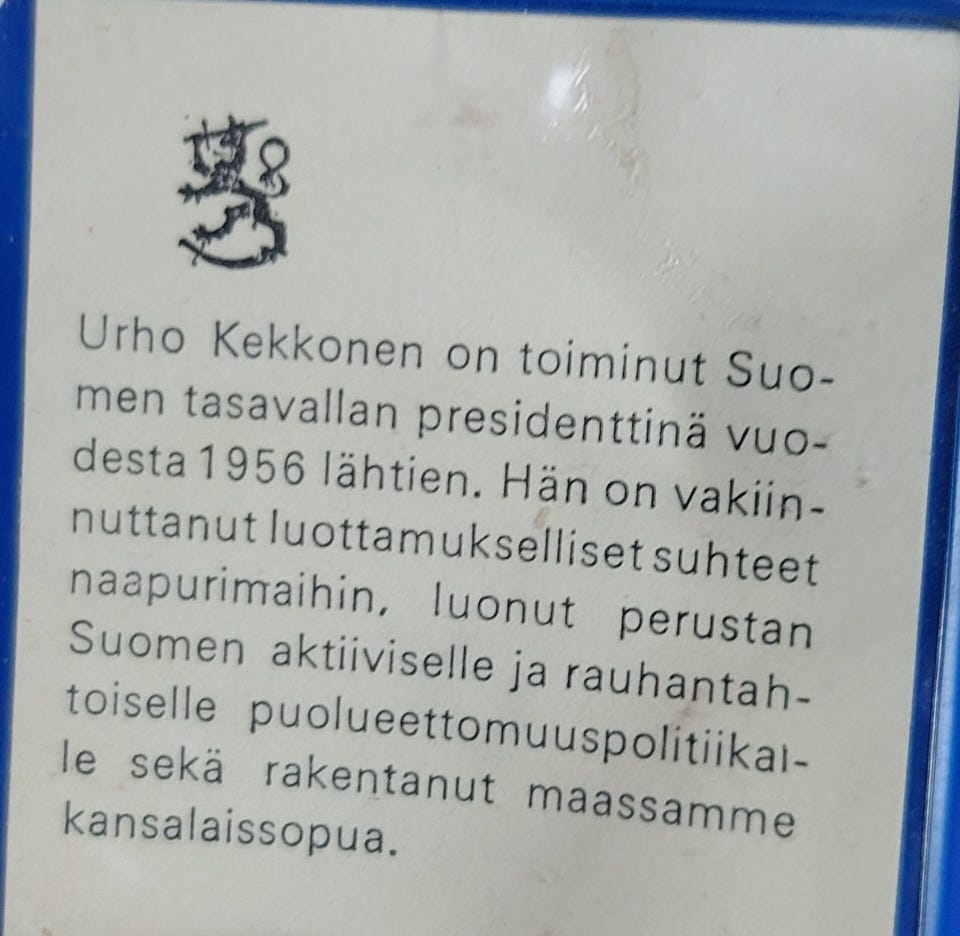 Urho Kekkonen on toiminut Suo-
men tasavallan presidenttinä vuo-
desta 1956 lähtien. Hän on vakiin-
nuttanut luottamukselliset suhteet
naapurimaihin, luonut perustan
Suomen aktiiviselle ja rauhantah-
toiselle puolueettomuuspolitiikal-
le sekä rakentanut maassamme
kansalaissopua.